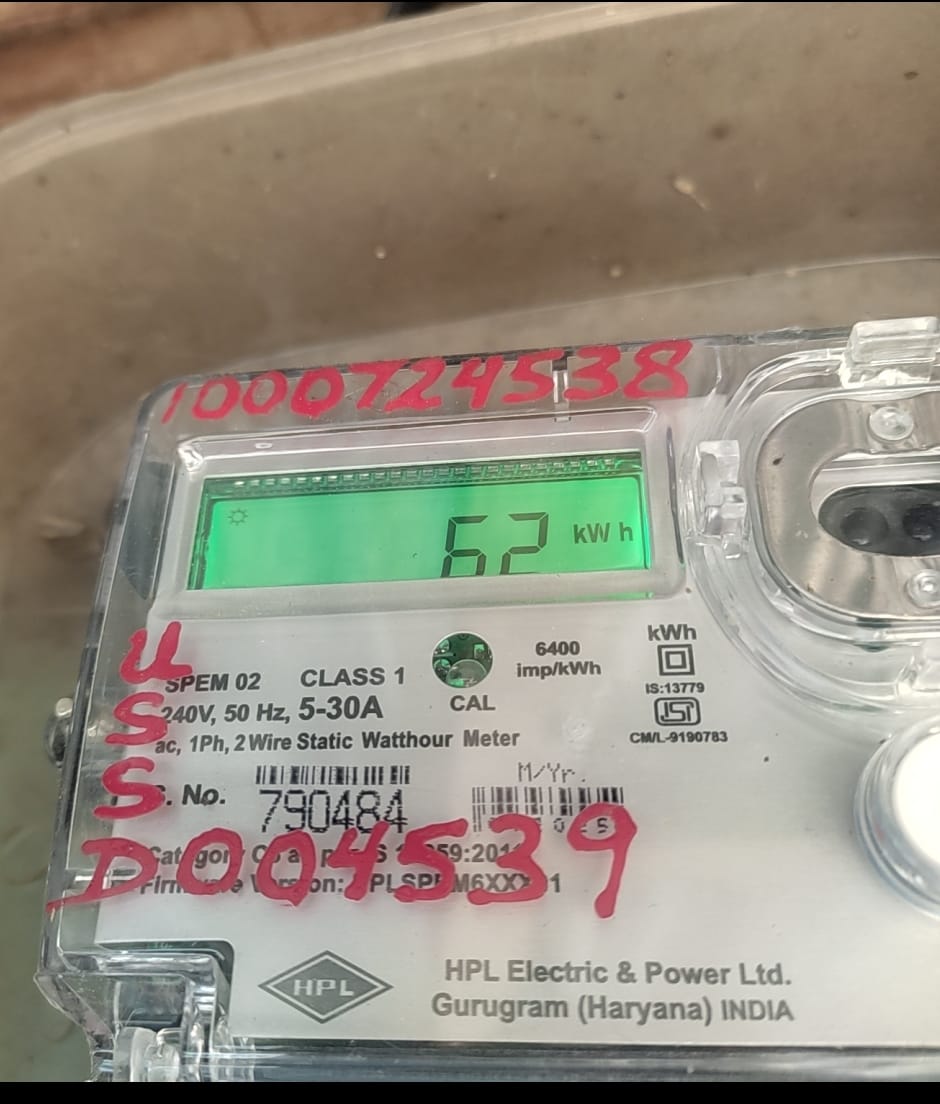 1000724538
62 kWh
U
S
S
D004539
SPEM 02 CLASS 1
240V, 50 Hz, 5-30A
ac, 1Ph, 2 Wire Static Watthour Meter
No.
790484
CAL
6400
imp/kWh
kWh
IS:13779
CM/L-9190783
M/Yr.
HPL
HPL Electric & Power Ltd.
Gurugram (Haryana) INDIA